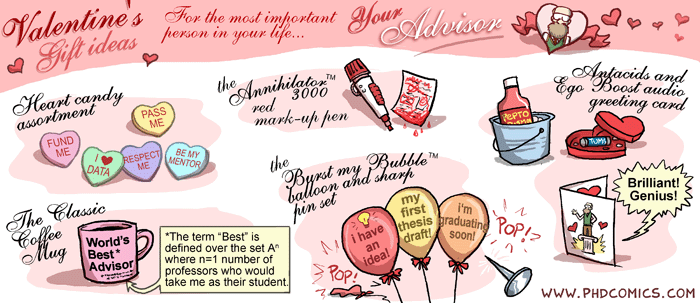 Valentine's
Gift ideas
For the most important
person in your life...
Your
Advisor
Heart candy
assortment
PASS
ME
FUND
ME
I
DATA
RESPECT
ME
BE MY
MENTOR
the
Annihilator™
3000
red
mark-up pen
Antacids and
Ego Boost audio
greeting card
PEPTO
TUMS
Brilliant!
Genius!
The Classic
Coffee
Mug
World's
Best*
Advisor
*The term "Best" is
defined over the set Aⁿ
where n=1 number of
professors who would
take me as their student.
the
Burst my Bubble™
balloon and sharp
pin set
i have
an
idea!
my
first
thesis
draft!
i'm
graduating
soon!
POP!
POP?
WWW.PHDCOMICS.COM